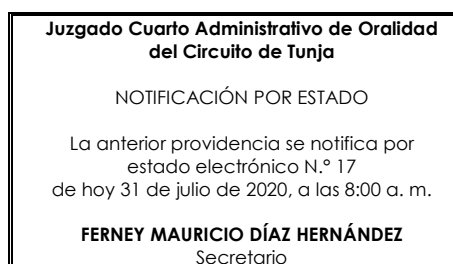 Juzgado Cuarto Administrativo de Oralidad
del Circuito de Tunja
NOTIFICACIÓN POR ESTADO
La anterior providencia se notifica por
estado electrónico N.° 17
de hoy 31 de julio de 2020, a las 8:00 a. m.
FERNEY MAURICIO DÍAZ HERNÁNDEZ
Secretario